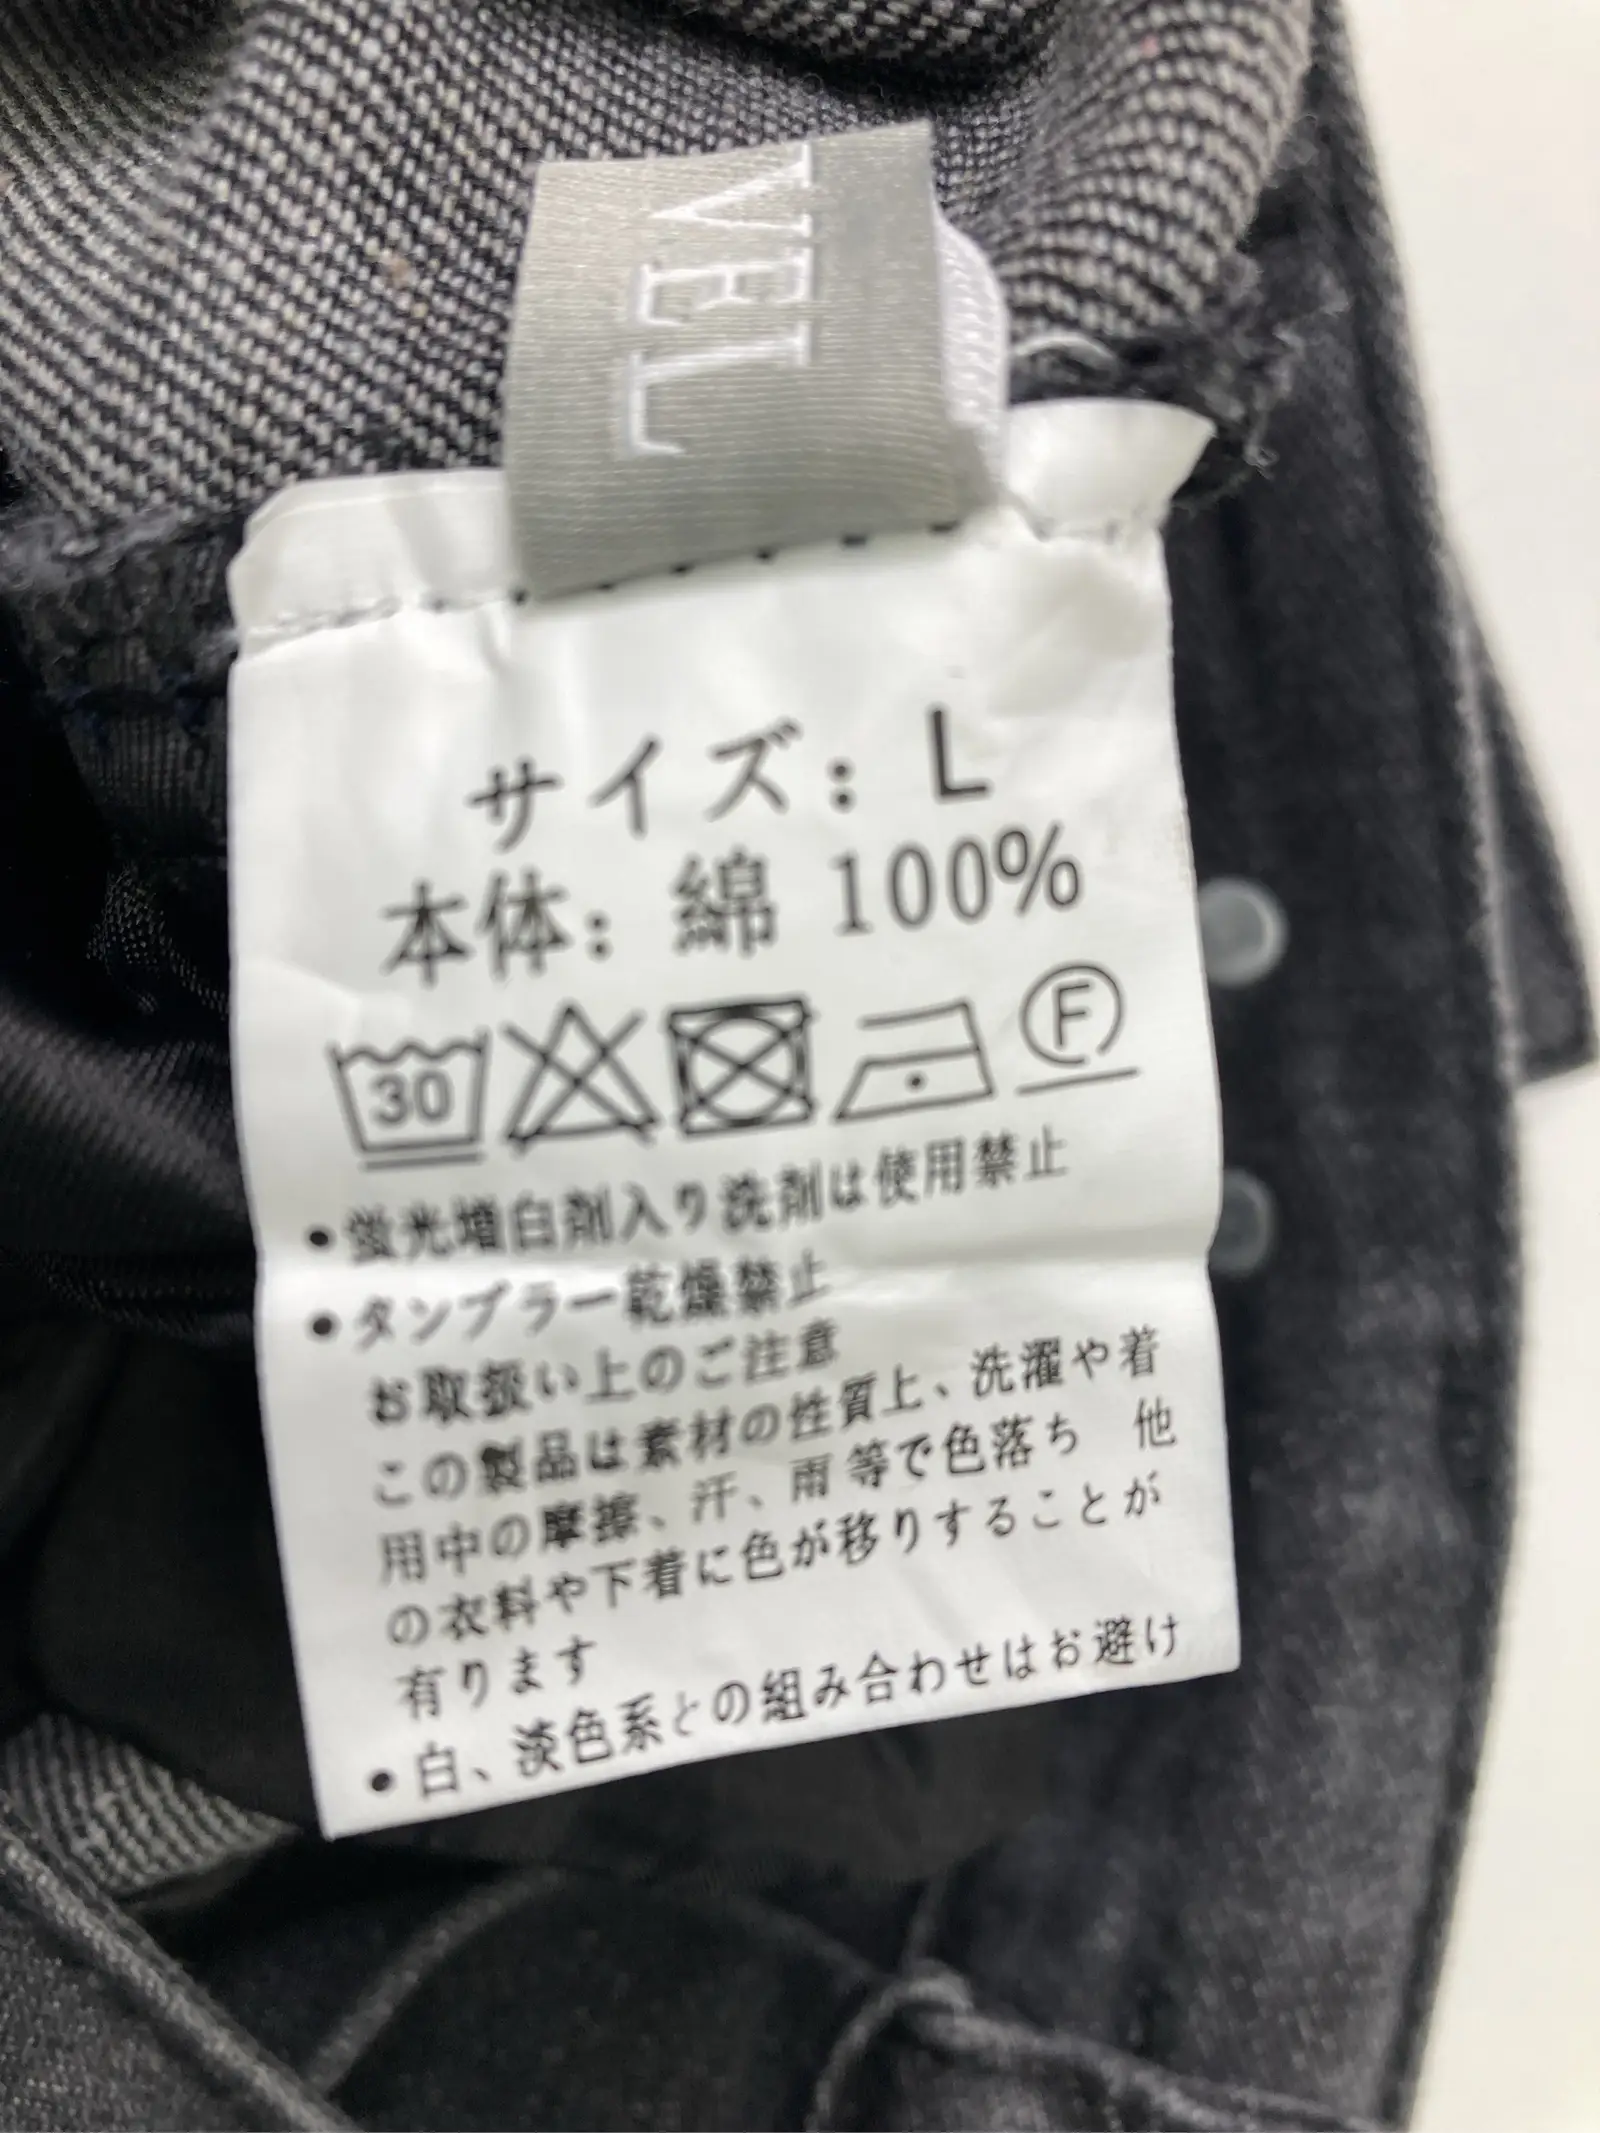 VEL
サイズ: L
本体: 綿 100%
30
F
・蛍光増白剤入り洗剤は使用禁止
・タンブラー乾燥禁止
お取扱い上のご注意
この製品は素材の性質上、洗濯や着
用中の摩擦、汗、雨等で色落ち 他
の衣料や下着に色が移りすることが
有ります
・白、淡色系との組み合わせはお避け